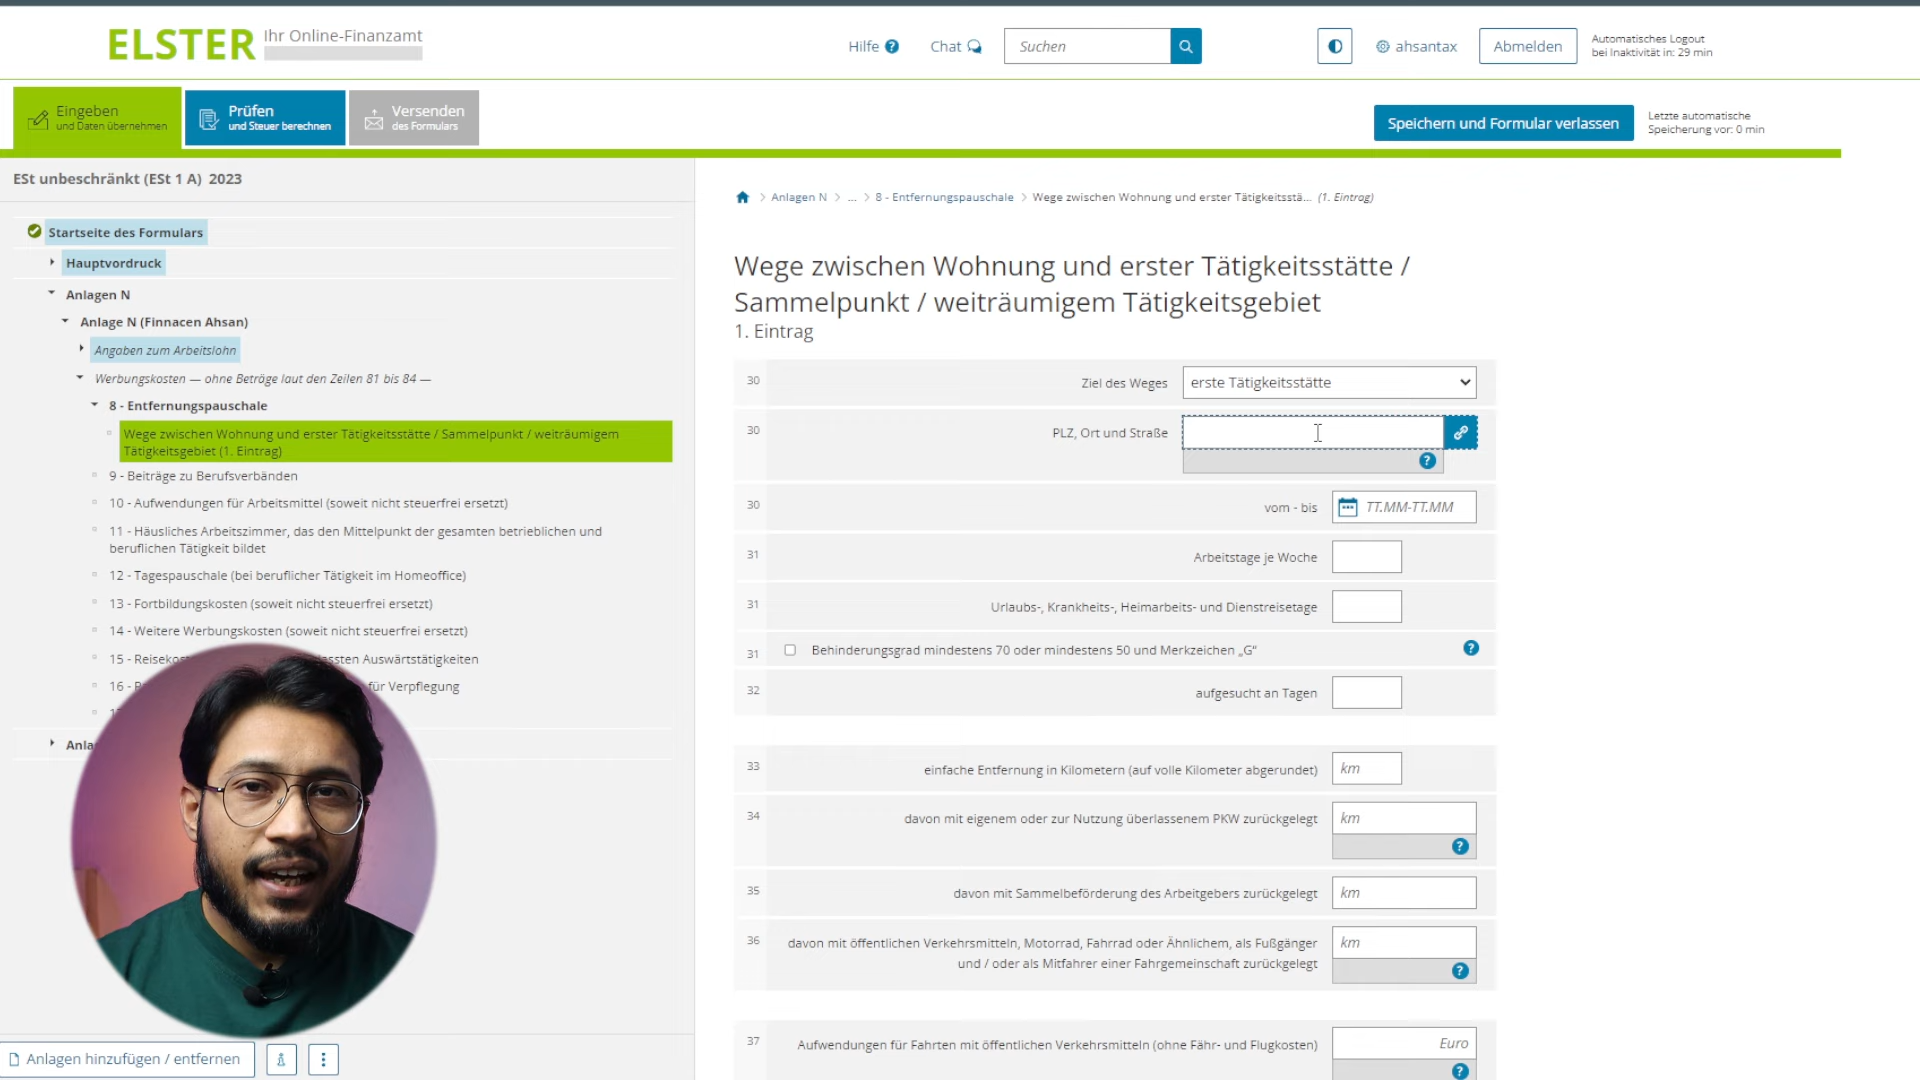 ELSTER Ihr Online-Finanzamt
Hilfe ?
Chat
Suchen
ahsantax
Abmelden
Automatisches Logout
bei Inaktivität in: 29 min
Eingeben
und Daten übernehmen
Prüfen
und Steuer berechnen
Versenden
des Formulars
Speichern und Formular verlassen
Letzte automatische
Speicherung vor: 0 min
ESt unbeschränkt (ESt 1 A) 2023
Startseite des Formulars
Hauptvordruck
Anlagen N
Anlage N (Finnacen Ahsan)
Angaben zum Arbeitslohn
Werbungskosten — ohne Beträge laut den Zeilen 81 bis 84 —
8 - Entfernungspauschale
Wege zwischen Wohnung und erster Tätigkeitsstätte / Sammelpunkt / weiträumigem
Tätigkeitsgebiet (1. Eintrag)
9 - Beiträge zu Berufsverbänden
10 - Aufwendungen für Arbeitsmittel (soweit nicht steuerfrei ersetzt)
11 - Häusliches Arbeitszimmer, das den Mittelpunkt der gesamten betrieblichen und
beruflichen Tätigkeit bildet
12 - Tagespauschale (bei beruflicher Tätigkeit im Homeoffice)
13 - Fortbildungskosten (soweit nicht steuerfrei ersetzt)
14 - Weitere Werbungskosten (soweit nicht steuerfrei ersetzt)
15 - Reisekos ssten Auswärtstätigkeiten
16 - für Verpflegung
Anla
Anlagen hinzufügen / entfernen
Anlagen N > ... > 8 - Entfernungspauschale > Wege zwischen Wohnung und erster Tätigkeitsstä... (1. Eintrag)
Wege zwischen Wohnung und erster Tätigkeitsstätte /
Sammelpunkt / weiträumigem Tätigkeitsgebiet
1. Eintrag
30 Ziel des Weges erste Tätigkeitsstätte
30 PLZ, Ort und Straße
?
30 vom - bis TT.MM-TT.MM
31 Arbeitstage je Woche
31 Urlaubs-, Krankheits-, Heimarbeits- und Dienstreisetage
31 Behinderungsgrad mindestens 70 oder mindestens 50 und Merkzeichen „G“ ?
32 aufgesucht an Tagen
33 einfache Entfernung in Kilometern (auf volle Kilometer abgerundet) km
34 davon mit eigenem oder zur Nutzung überlassenem PKW zurückgelegt km
?
35 davon mit Sammelbeförderung des Arbeitgebers zurückgelegt km
36 davon mit öffentlichen Verkehrsmitteln, Motorrad, Fahrrad oder Ähnlichem, als Fußgänger km
und / oder als Mitfahrer einer Fahrgemeinschaft zurückgelegt
?
37 Aufwendungen für Fahrten mit öffentlichen Verkehrsmitteln (ohne Fähr- und Flugkosten) Euro
?